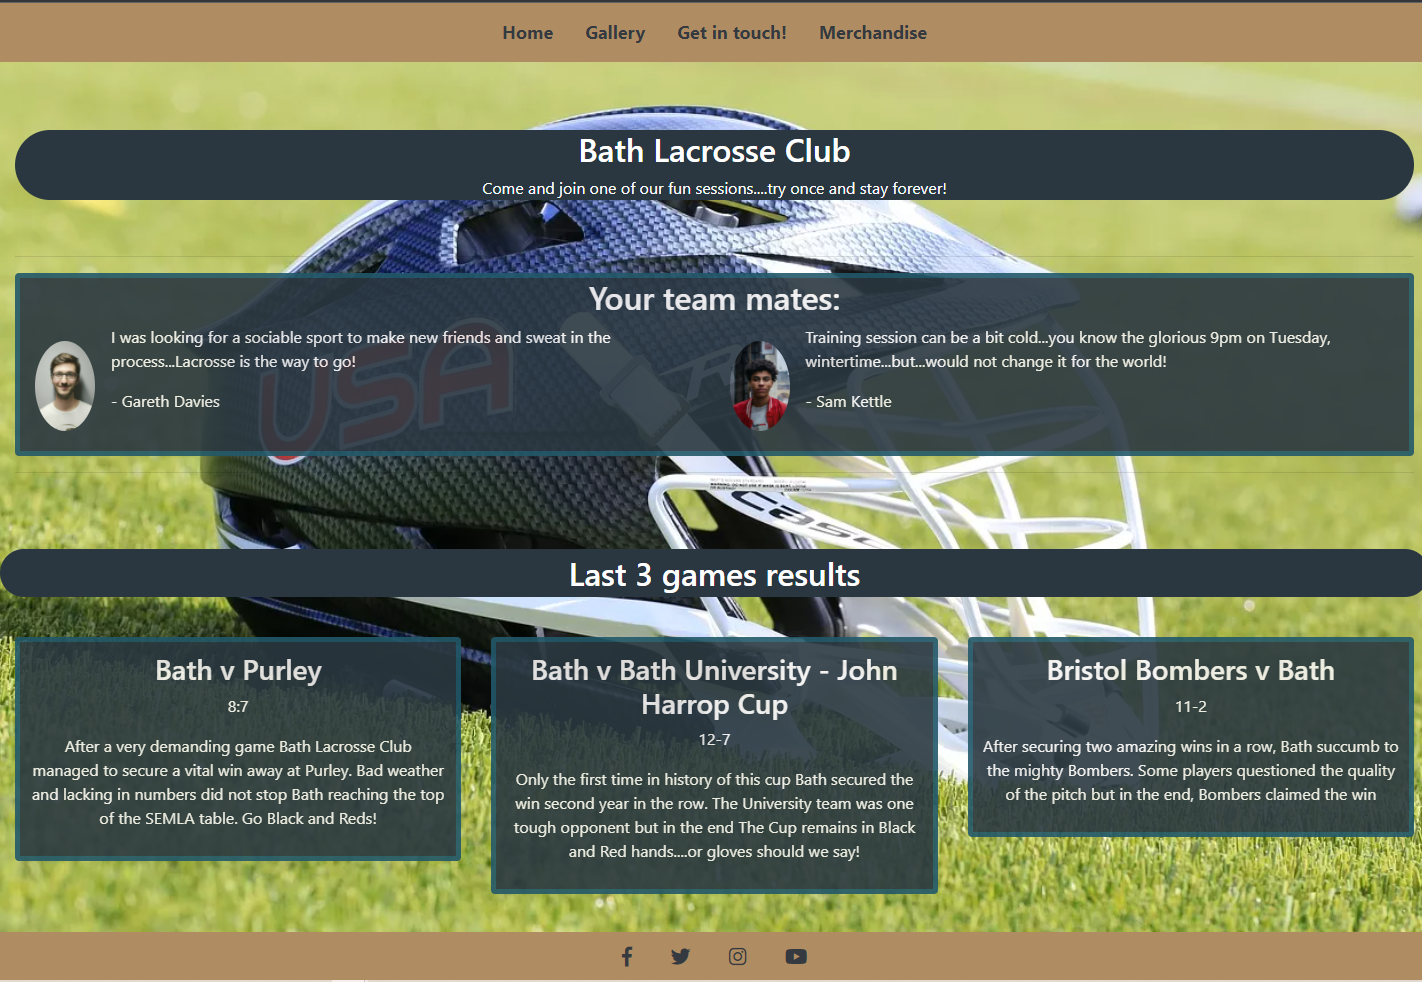 Home Gallery Get in touch! Merchandise
Bath Lacrosse Club
Come and join one of our fun sessions....try once and stay forever!
Your team mates:
I was looking for a sociable sport to make new friends and sweat in the
process...Lacrosse is the way to go!
- Gareth Davies
Training session can be a bit cold...you know the glorious 9pm on Tuesday,
wintertime...but...would not change it for the world!
- Sam Kettle
USA
Last 3 games results
Bath v Purley
8:7
After a very demanding game Bath Lacrosse Club
managed to secure a vital win away at Purley. Bad weather
and lacking in numbers did not stop Bath reaching the top
of the SEMLA table. Go Black and Reds!
Bath v Bath University - John
Harrop Cup
12-7
Only the first time in history of this cup Bath secured the
win second year in the row. The University team was one
tough opponent but in the end The Cup remains in Black
and Red hands....or gloves should we say!
Bristol Bombers v Bath
11-2
After securing two amazing wins in a row, Bath succumb to
the mighty Bombers. Some players questioned the quality
of the pitch but in the end, Bombers claimed the win